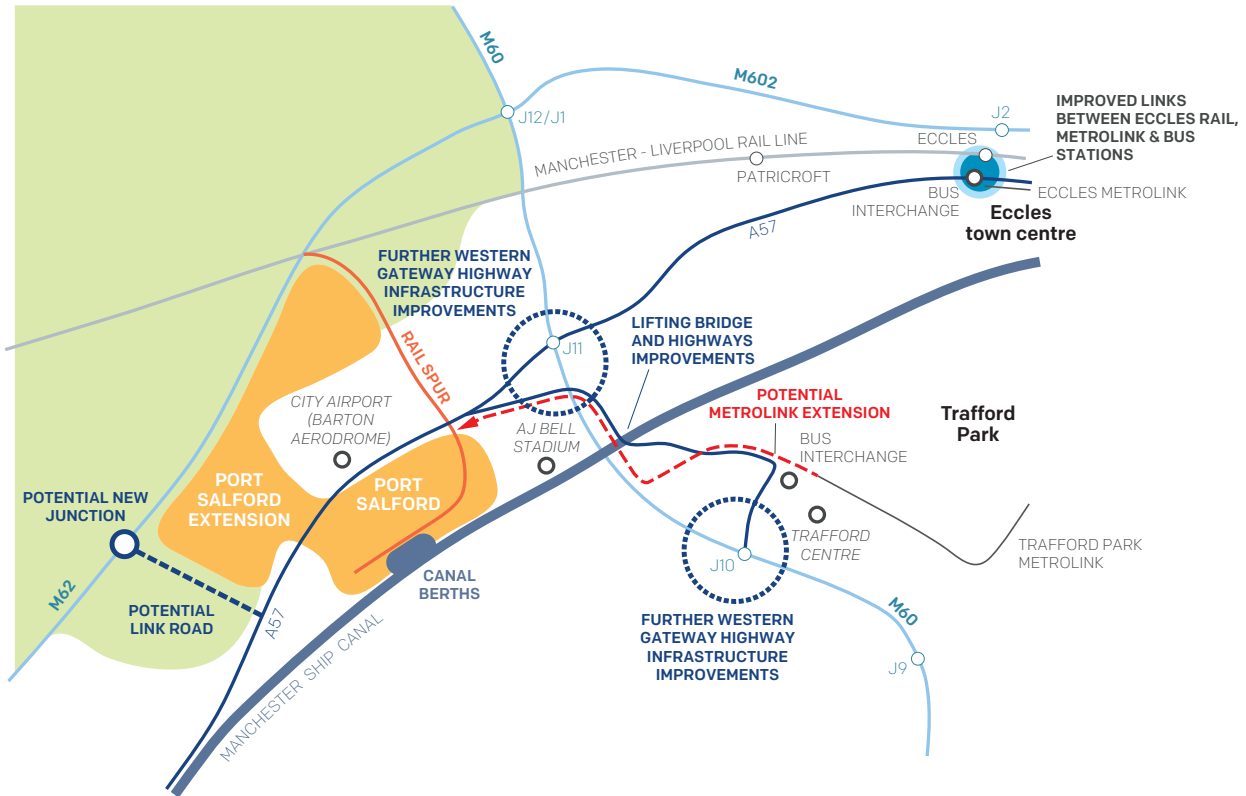 M60
M602
J12/J1
J2
IMPROVED LINKS
BETWEEN ECCLES RAIL,
METROLINK & BUS
STATIONS
MANCHESTER - LIVERPOOL RAIL LINE
ECCLES
PATRICROFT
BUS
INTERCHANGE
ECCLES METROLINK
Eccles
town centre
A57
FURTHER WESTERN
GATEWAY HIGHWAY
INFRASTRUCTURE
IMPROVEMENTS
J11
LIFTING BRIDGE
AND HIGHWAYS
IMPROVEMENTS
RAIL SPUR
CITY AIRPORT
(BARTON
AERODROME)
AJ BELL
STADIUM
POTENTIAL
METROLINK EXTENSION
Trafford
Park
BUS
INTERCHANGE
PORT
SALFORD
EXTENSION
PORT
SALFORD
POTENTIAL NEW
JUNCTION
TRAFFORD
CENTRE
TRAFFORD PARK
METROLINK
J10
CANAL
BERTHS
M62
POTENTIAL
LINK ROAD
A57
MANCHESTER SHIP CANAL
FURTHER WESTERN
GATEWAY HIGHWAY
INFRASTRUCTURE
IMPROVEMENTS
M60
J9